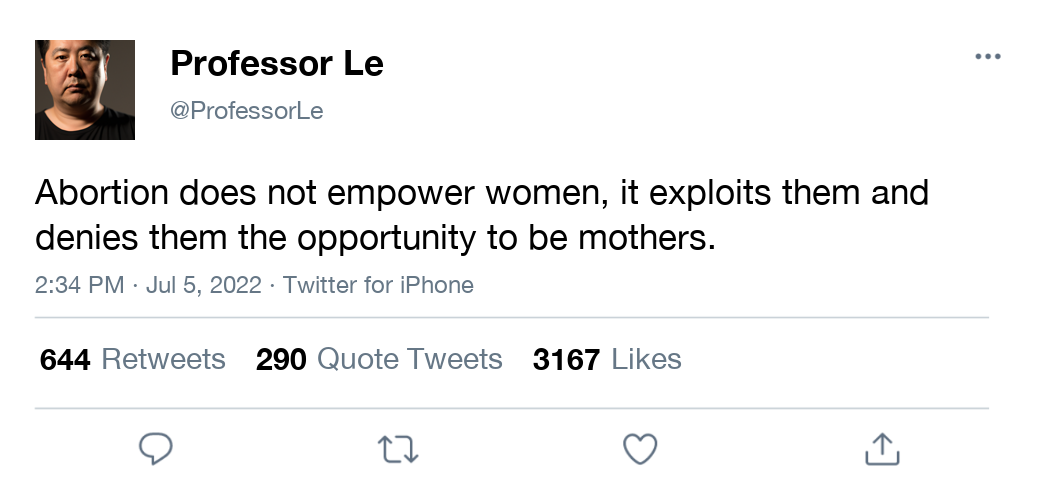 Professor Le
@ProfessorLe
Abortion does not empower women, it exploits them and
denies them the opportunity to be mothers.
2:34 PM · Jul 5, 2022 · Twitter for iPhone
644 Retweets 290 Quote Tweets 3167 Likes